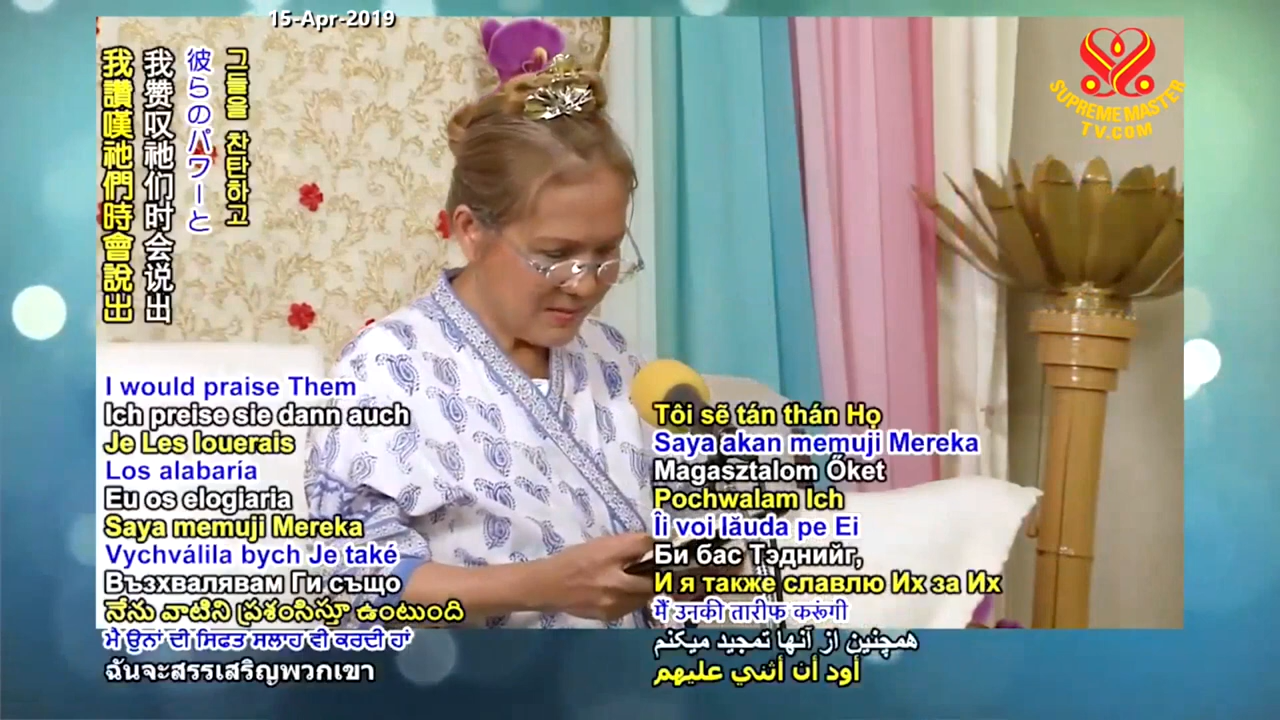 15-Apr-2019
SUPREME MASTER
TV.COM
그들을 찬탄하고
彼らのパワーと
我赞叹祂们时会说出
我讚嘆祂們時會說出
I would praise Them
Ich preise sie dann auch
Je Les louerais
Los alabaría
Eu os elogiaria
Saya memuji Mereka
Vychválila bych Je také
Възхвалявам Ги също
నేను వాటిని ప్రశంసిస్తూ ఉంటుంది
ਮੈਂ ਉਨਾਂ ਦੀ ਸਿਫਤ ਸਲਾਹ ਵੀ ਕਰਦੀ ਹਾਂ
ฉันจะสรรเสริญพวกเขา
Tôi sẽ tán thán Họ
Saya akan memuji Mereka
Magasztalom Őket
Pochwalam Ich
Îi voi lăuda pe Ei
Би бас Тэднийг,
И я также славлю Их за Их
मैं उनकी तारीफ करूंगी
همچنین از آنها تمجید میکنم
أود أن أثني عليهم